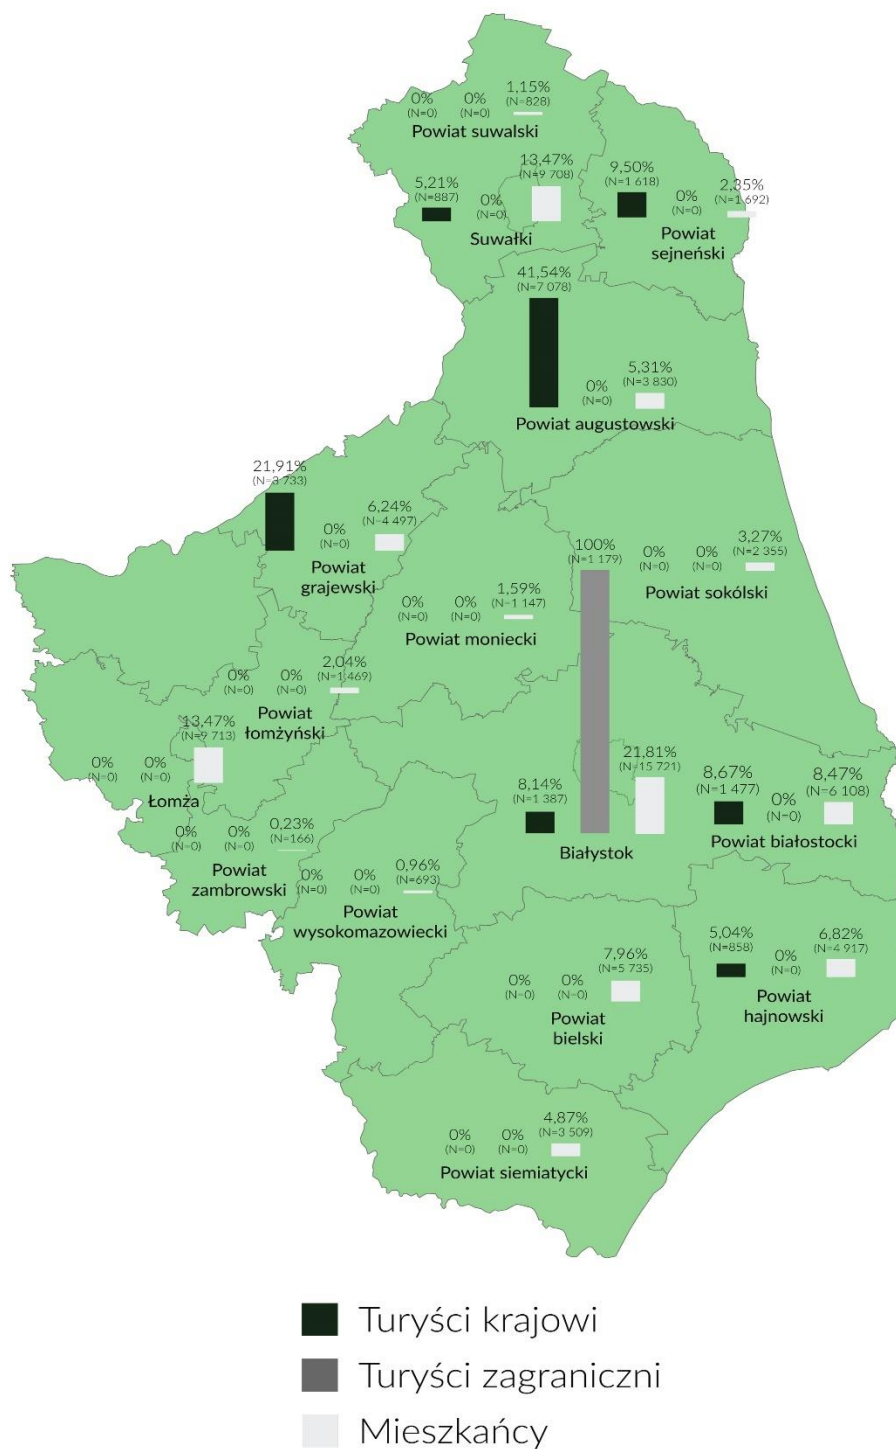 0%
(N=0)
0%
(N=0)
1,15%
(N=828)
Powiat suwalski
5,21%
(N=887)
0%
(N=0)
13,47%
(N=9 708)
Suwałki
9,50%
(N=1 618)
0%
(N=0)
2,35%
(N=1 692)
Powiat
sejneński
41,54%
(N=7 078)
0%
(N=0)
5,31%
(N=3 830)
Powiat augustowski
21,91%
(N=3 733)
0%
(N=0)
6,24%
(N=4 497)
Powiat
grajewski
0%
(N=0)
0%
(N=0)
1,59%
(N=1 147)
Powiat moniecki
100%
(N=1 179)
0%
(N=0)
0%
(N=0)
3,27%
(N=2 355)
Powiat sokólski
0%
(N=0)
0%
(N=0)
2,04%
(N=1 469)
Powiat
łomżyński
0%
(N=0)
0%
(N=0)
13,47%
(N=9 713)
Łomża
8,14%
(N=1 387)
21,81%
(N=15 721)
Białystok
8,67%
(N=1 477)
0%
(N=0)
8,47%
(N=6 108)
Powiat białostocki
0%
(N=0)
0%
(N=0)
0,23%
(N=166)
Powiat
zambrowski
0%
(N=0)
0%
(N=0)
0,96%
(N=693)
Powiat
wysokomazowiecki
0%
(N=0)
0%
(N=0)
7,96%
(N=5 735)
Powiat
bielski
5,04%
(N=858)
0%
(N=0)
6,82%
(N=4 917)
Powiat
hajnowski
0%
(N=0)
0%
(N=0)
4,87%
(N=3 509)
Powiat siemiatycki
Turyści krajowi
Turyści zagraniczni
Mieszkańcy